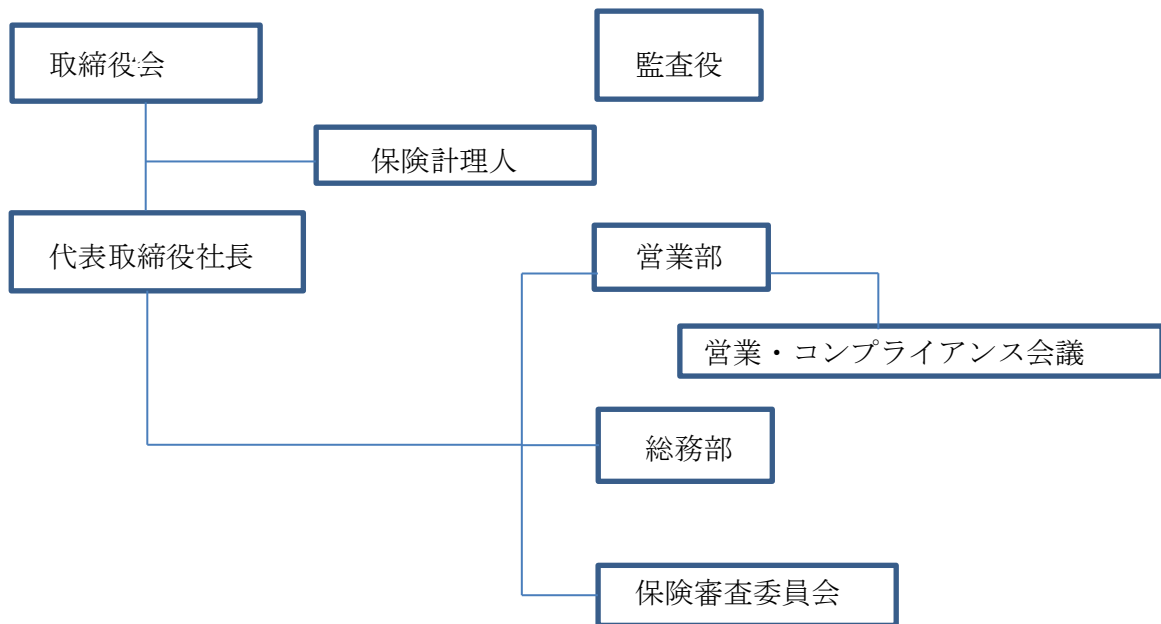 取締役会
監査役
保険計理人
代表取締役社長
営業部
営業・コンプライアンス会議
総務部
保険審査委員会